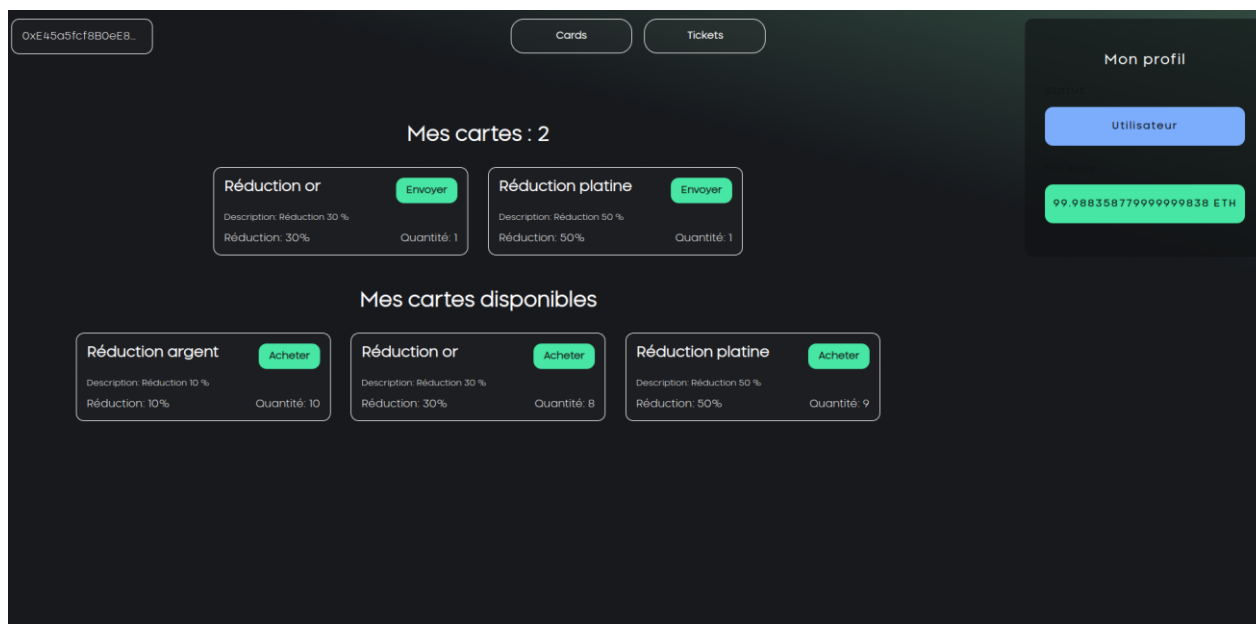 0xE45a5fcf8B0eE8...
Cards
Tickets
Mon profil
Utilisateur
99.988358779999999838 ETH
Mes cartes : 2
Réduction or
Envoyer
Description: Réduction 30 %
Réduction: 30%
Quantité: 1
Réduction platine
Envoyer
Description: Réduction 50 %
Réduction: 50%
Quantité: 1
Mes cartes disponibles
Réduction argent
Acheter
Description: Réduction 10 %
Réduction: 10%
Quantité: 10
Réduction or
Acheter
Description: Réduction 30 %
Réduction: 30%
Quantité: 8
Réduction platine
Acheter
Description: Réduction 50 %
Réduction: 50%
Quantité: 9